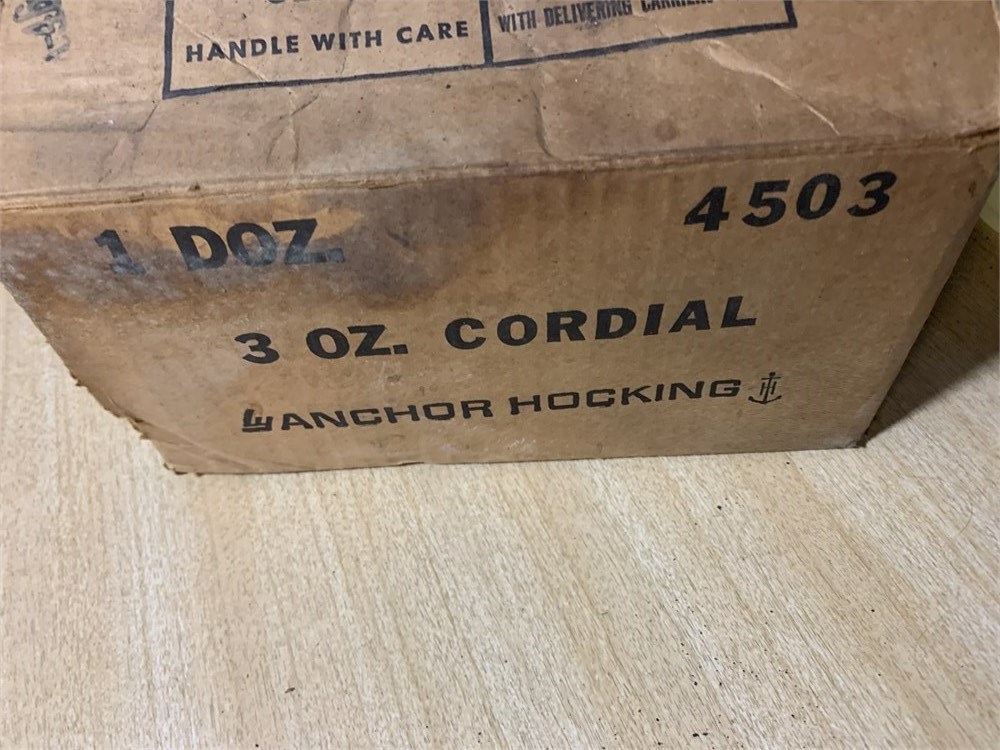 HANDLE WITH CARE
WITH DELIVERING CARRIER
1 DOZ.
4503
3 OZ. CORDIAL
ANCHOR HOCKING